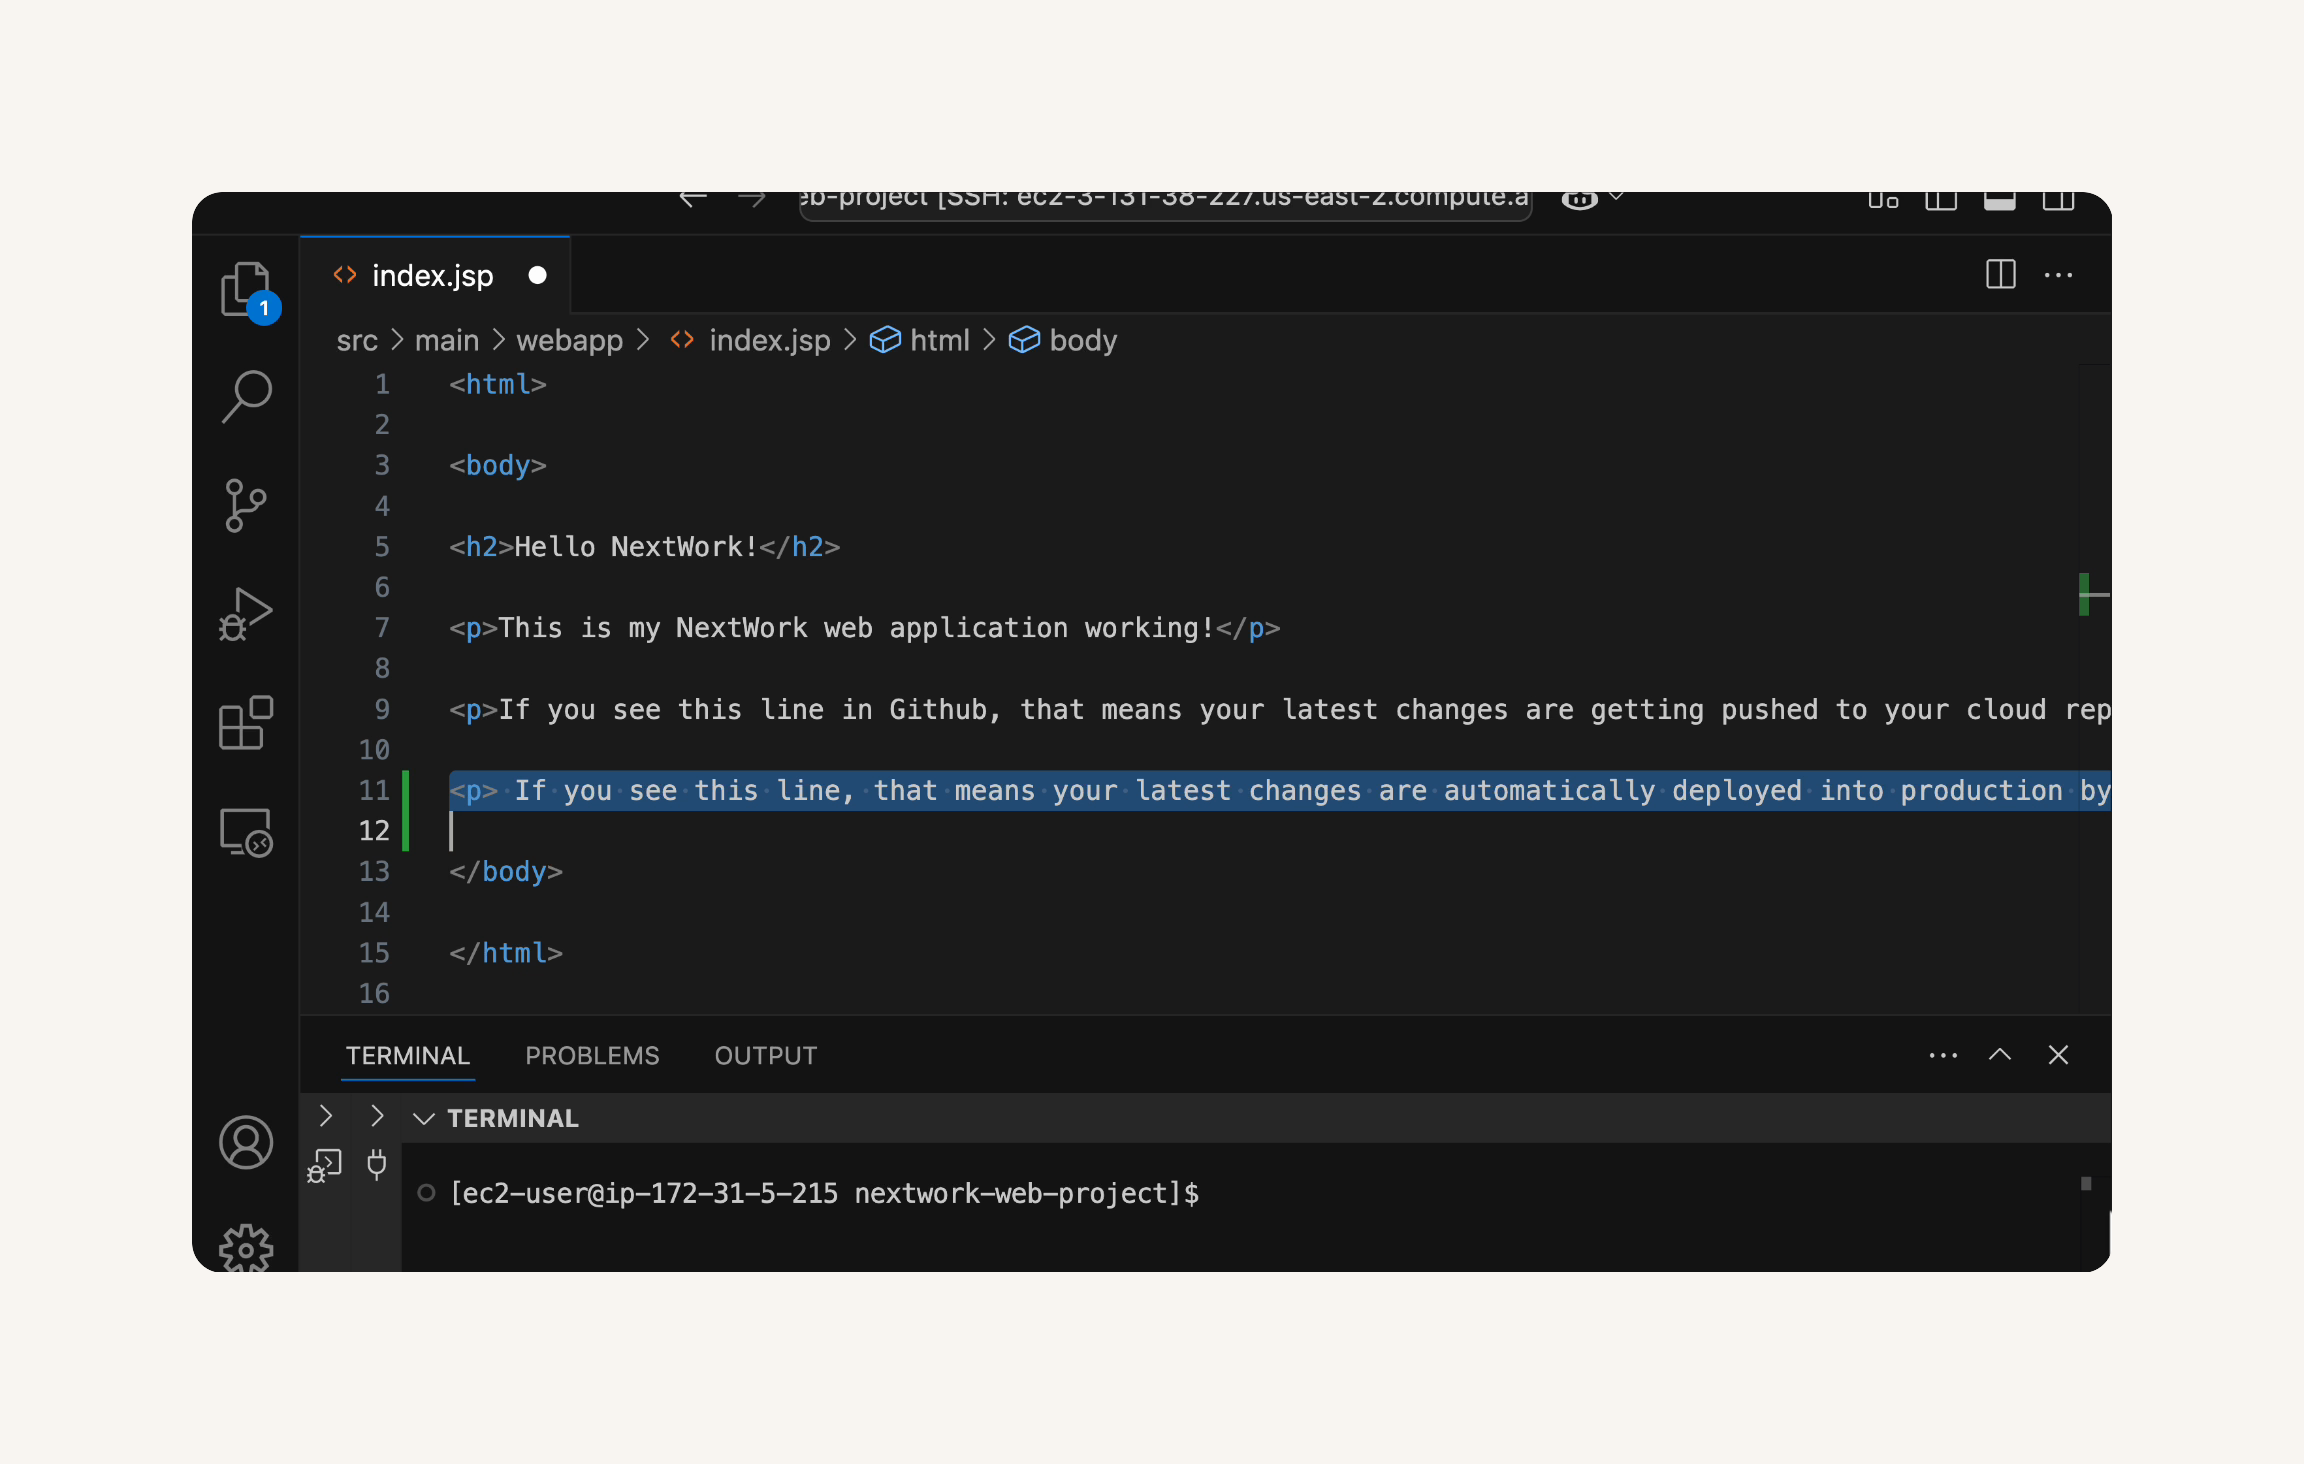 eb-project [SSH: ec2-3-131-38-227.us-east-2.compute.a
index.jsp
1
src main webapp index.jsp html body
1 <html>
2
3 <body>
4
5 <h2>Hello NextWork!</h2>
6
7 <p>This is my NextWork web application working!</p>
8
9 <p>If you see this line in Github, that means your latest changes are getting pushed to your cloud rep
10
11 <p> If you see this line, that means your latest changes are automatically deployed into production by
12
13 </body>
14
15 </html>
16
TERMINAL PROBLEMS OUTPUT
TERMINAL
[ec2-user@ip-172-31-5-215 nextwork-web-project]$